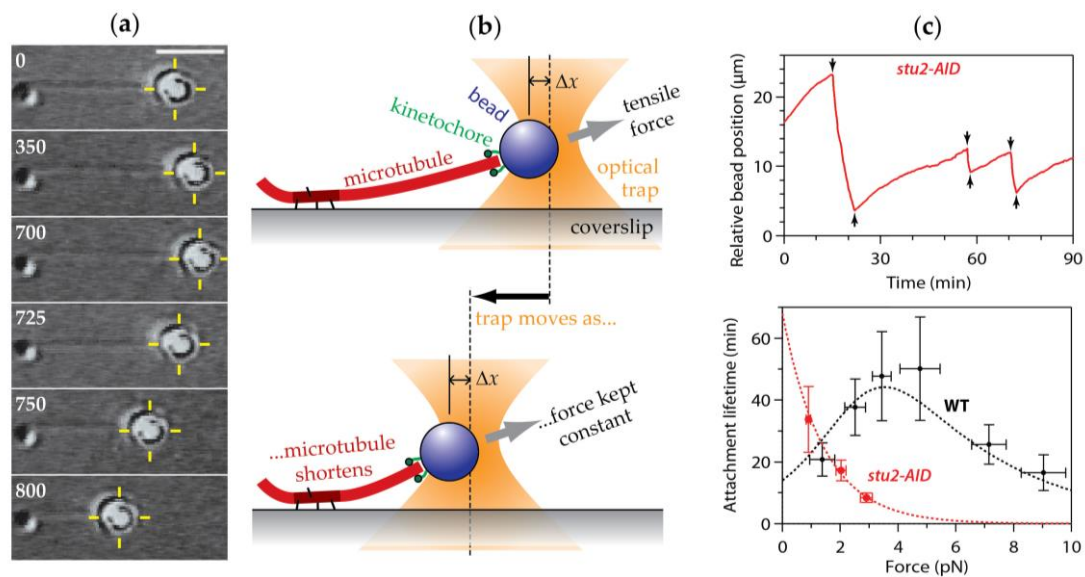 (a)
0
350
700
725
750
800
(b)
Δx
bead
kinetochore
microtubule
tensile
force
optical
trap
coverslip
trap moves as...
Δx
...force kept
constant
...microtubule
shortens
(c)
stu2-AID
Relative bead position (µm)
20
10
0
0
30
60
90
Time (min)
Attachment lifetime (min)
60
40
20
0
WT
stu2-AID
0
2
4
6
8
10
Force (pN)